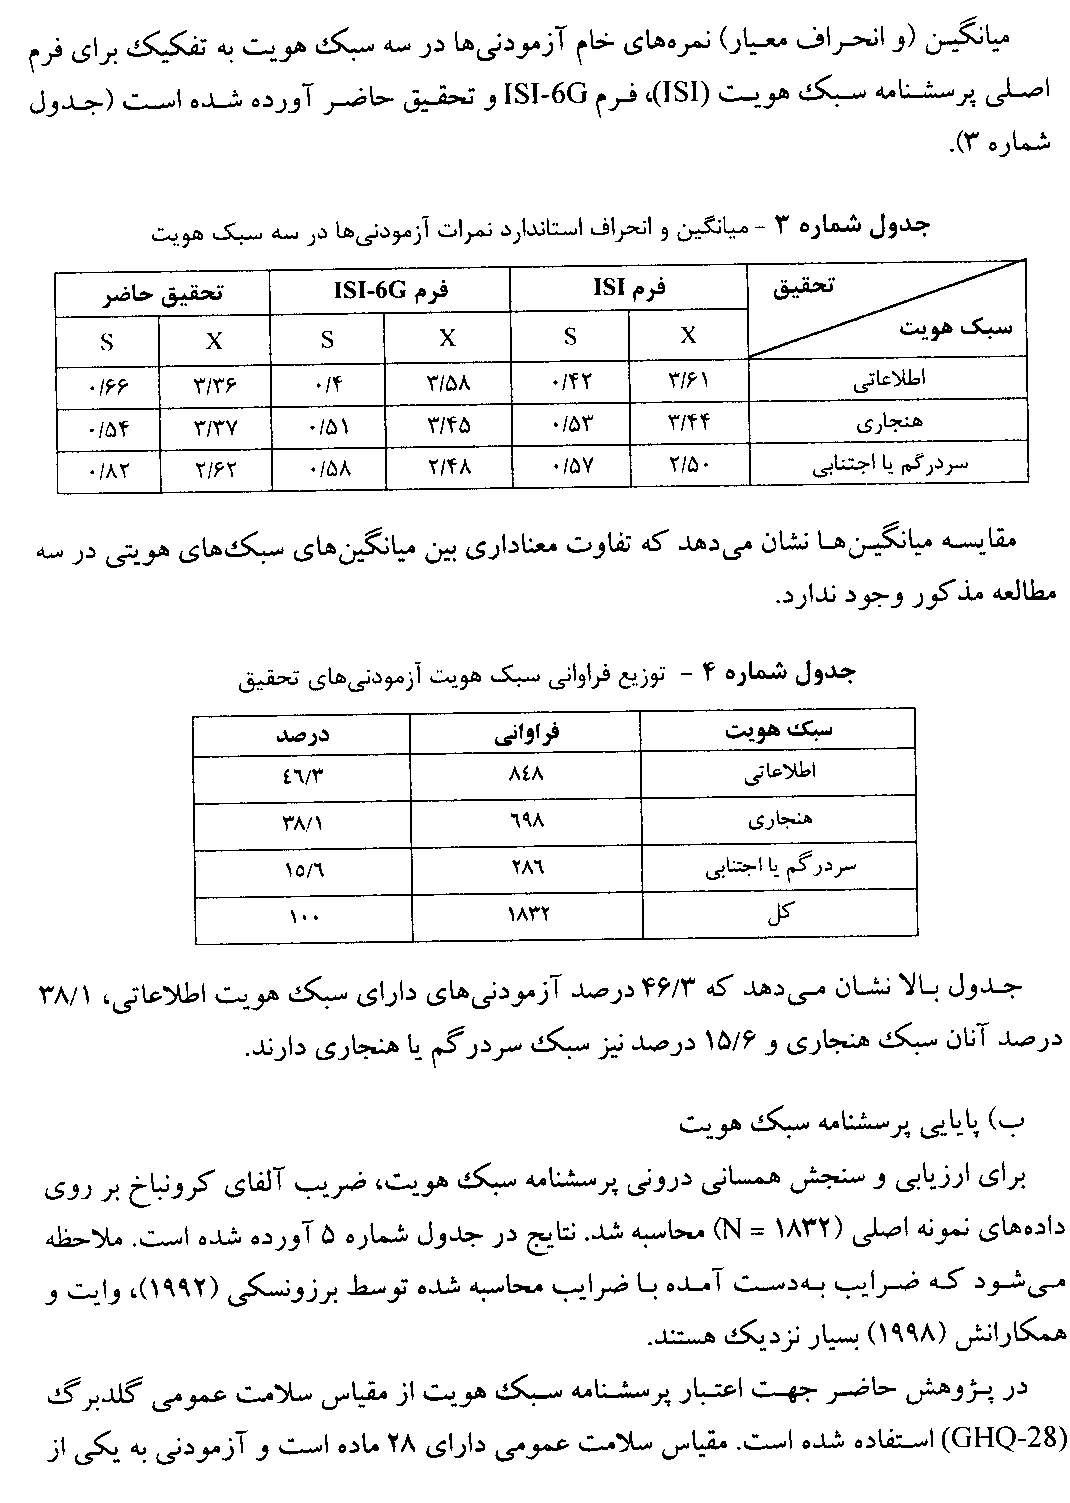 میانگین (و انحراف معیار) نمره‌های خام آزمودنی‌ها در سه سبک هویت به تفکیک برای فرم
اصلی پرسشنامه سبک هویت (ISI)، فرم ISI-6G و تحقیق حاضر آورده شده است (جدول
شماره ۳).
جدول شماره ۳ - میانگین و انحراف استاندارد نمرات آزمودنی‌ها در سه سبک هویت
تحقیق سبک هویت فرم ISI فرم ISI-6G تحقیق حاضر
X S X S X S
اطلاعاتی ۳/۶۱ ۰/۴۲ ۳/۵۸ ۰/۴ ۳/۳۶ ۰/۶۶
هنجاری ۳/۴۴ ۰/۵۳ ۳/۴۵ ۰/۵۱ ۳/۳۷ ۰/۵۴
سردرگم یا اجتنابی ۲/۵۰ ۰/۵۷ ۲/۴۸ ۰/۵۸ ۲/۶۲ ۰/۸۲
مقایسه میانگین‌ها نشان می‌دهد که تفاوت معناداری بین میانگین‌های سبک‌های هویتی در سه
مطالعه مذکور وجود ندارد.
جدول شماره ۴ - توزیع فراوانی سبک هویت آزمودنی‌های تحقیق
سبک هویت فراوانی درصد
اطلاعاتی ٨٤٨ ٤٦/٣
هنجاری ٦٩٨ ٣٨/١
سردرگم یا اجتنابی ٢٨٦ ١٥/٦
کل ١٨٣٢ ١٠٠
جدول بالا نشان می‌دهد که ۴۶/۳ درصد آزمودنی‌های دارای سبک هویت اطلاعاتی، ۳۸/۱
درصد آنان سبک هنجاری و ۱۵/۶ درصد نیز سبک سردرگم یا هنجاری دارند.
ب) پایایی پرسشنامه سبک هویت
برای ارزیابی و سنجش همسانی درونی پرسشنامه سبک هویت، ضریب آلفای کرونباخ بر روی
داده‌های نمونه اصلی (N = ۱۸۳۲) محاسبه شد. نتایج در جدول شماره ۵ آورده شده است. ملاحظه
می‌شود که ضرایب به‌دست آمده با ضرایب محاسبه شده توسط برزونسکی (۱۹۹۲)، وایت و
همکارانش (۱۹۹۸) بسیار نزدیک هستند.
در پژوهش حاضر جهت اعتبار پرسشنامه سبک هویت از مقیاس سلامت عمومی گلدبرگ
(GHQ-28) استفاده شده است. مقیاس سلامت عمومی دارای ۲۸ ماده است و آزمودنی به یکی از